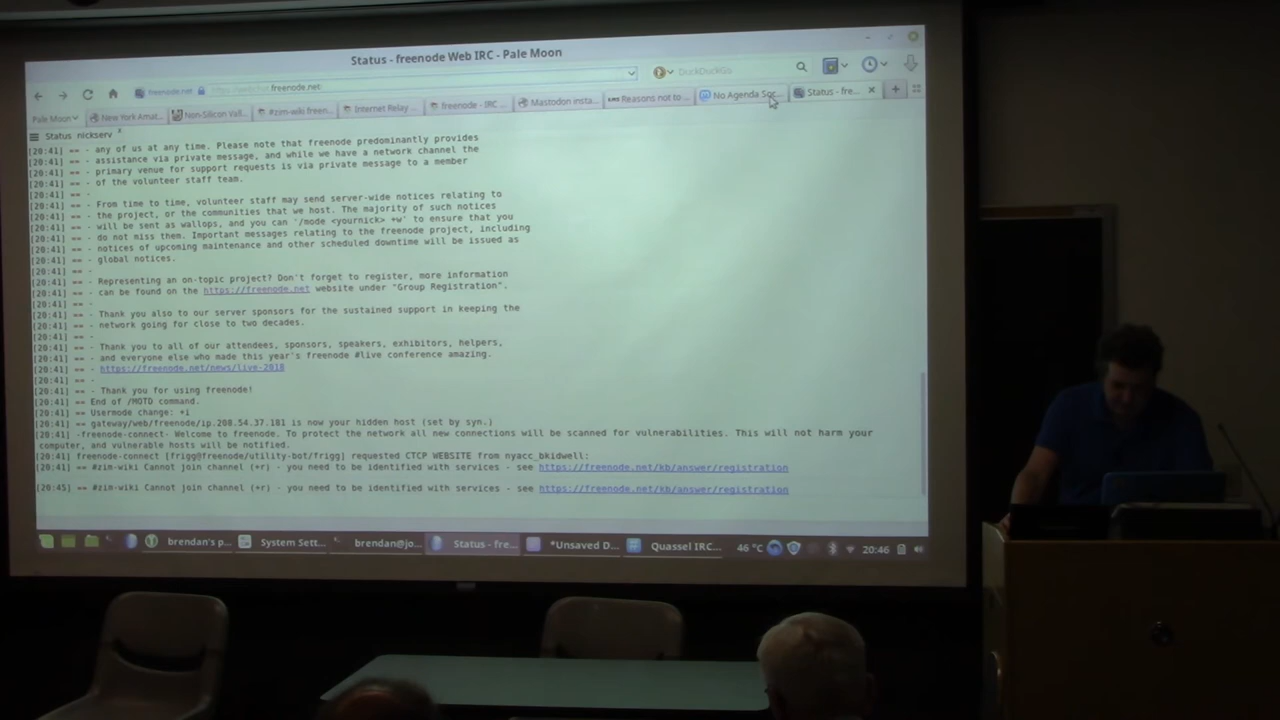 Status - freenode Web IRC - Pale Moon
freenode.net freenode.net DuckDuckGo
Pale Moon New York Amat... Non-Silicon Vall... #zim-wiki freen... Internet Relay ... freenode - IRC ... Mastodon insta... Reasons not to ... No Agenda Soc... Status - fre...
Status nickserv
[20:41] == - any of us at any time. Please note that freenode predominantly provides
[20:41] == - assistance via private message, and while we have a network channel the
[20:41] == - primary venue for support requests is via private message to a member
[20:41] == - of the volunteer staff team.
[20:41] == -
[20:41] == - From time to time, volunteer staff may send server-wide notices relating to
[20:41] == - the project, or the communities that we host. The majority of such notices
[20:41] == - will be sent as wallops, and you can '/mode <yournick> +w' to ensure that you
[20:41] == - do not miss them. Important messages relating to the freenode project, including
[20:41] == - notices of upcoming maintenance and other scheduled downtime will be issued as
[20:41] == - global notices.
[20:41] == -
[20:41] == - Representing an on-topic project? Don't forget to register, more information
[20:41] == - can be found on the https://freenode.net website under "Group Registration".
[20:41] == -
[20:41] == - Thank you also to our server sponsors for the sustained support in keeping the
[20:41] == - network going for close to two decades.
[20:41] == -
[20:41] == - Thank you to all of our attendees, sponsors, speakers, exhibitors, helpers,
[20:41] == - and everyone else who made this year's freenode #live conference amazing.
[20:41] == - https://freenode.net/news/live-2018
[20:41] == -
[20:41] == - Thank you for using freenode!
[20:41] == End of /MOTD command.
[20:41] == Usermode change: +i
[20:41] == gateway/web/freenode/ip.208.54.37.181 is now your hidden host (set by syn.)
[20:41] -freenode-connect- Welcome to freenode. To protect the network all new connections will be scanned for vulnerabilities. This will not harm your
computer, and vulnerable hosts will be notified.
[20:41] freenode-connect [frigg@freenode/utility-bot/frigg] requested CTCP WEBSITE from nyacc_bkidwell:
[20:41] == #zim-wiki Cannot join channel (+r) - you need to be identified with services - see https://freenode.net/kb/answer/registration
[20:45] == #zim-wiki Cannot join channel (+r) - you need to be identified with services - see https://freenode.net/kb/answer/registration
brendan's p... System Sett... brendan@jo... Status - fre... *Unsaved D... Quassel IRC... 46 °C 20:46